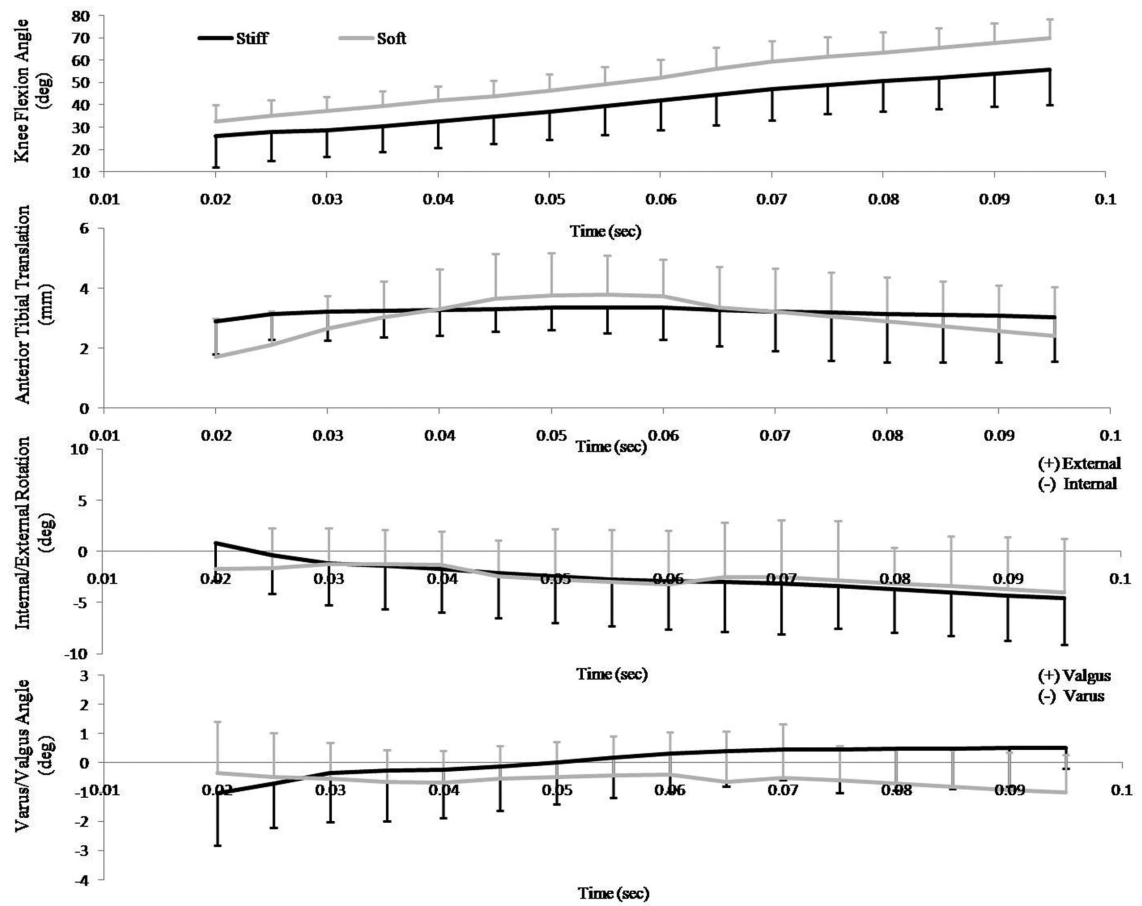 Knee Flexion Angle
(deg)
80
70
60
50
40
30
20
10
Stiff
Soft
0.01 0.02 0.03 0.04 0.05 0.06 0.07 0.08 0.09 0.1
Time (sec)
Anterior Tibial Translation
(mm)
6
4
2
0
0.01 0.02 0.03 0.04 0.05 0.06 0.07 0.08 0.09 0.1
Time (sec)
Internal/External Rotation
(deg)
10
5
0
-5
-10
(+) External
(-) Internal
0.01 0.02 0.03 0.04 0.05 0.06 0.07 0.08 0.09 0.1
Time (sec)
Varus/Valgus Angle
(deg)
3
2
1
0
-1
-2
-3
-4
(+) Valgus
(-) Varus
0.01 0.02 0.03 0.04 0.05 0.06 0.07 0.08 0.09 0.1
Time (sec)